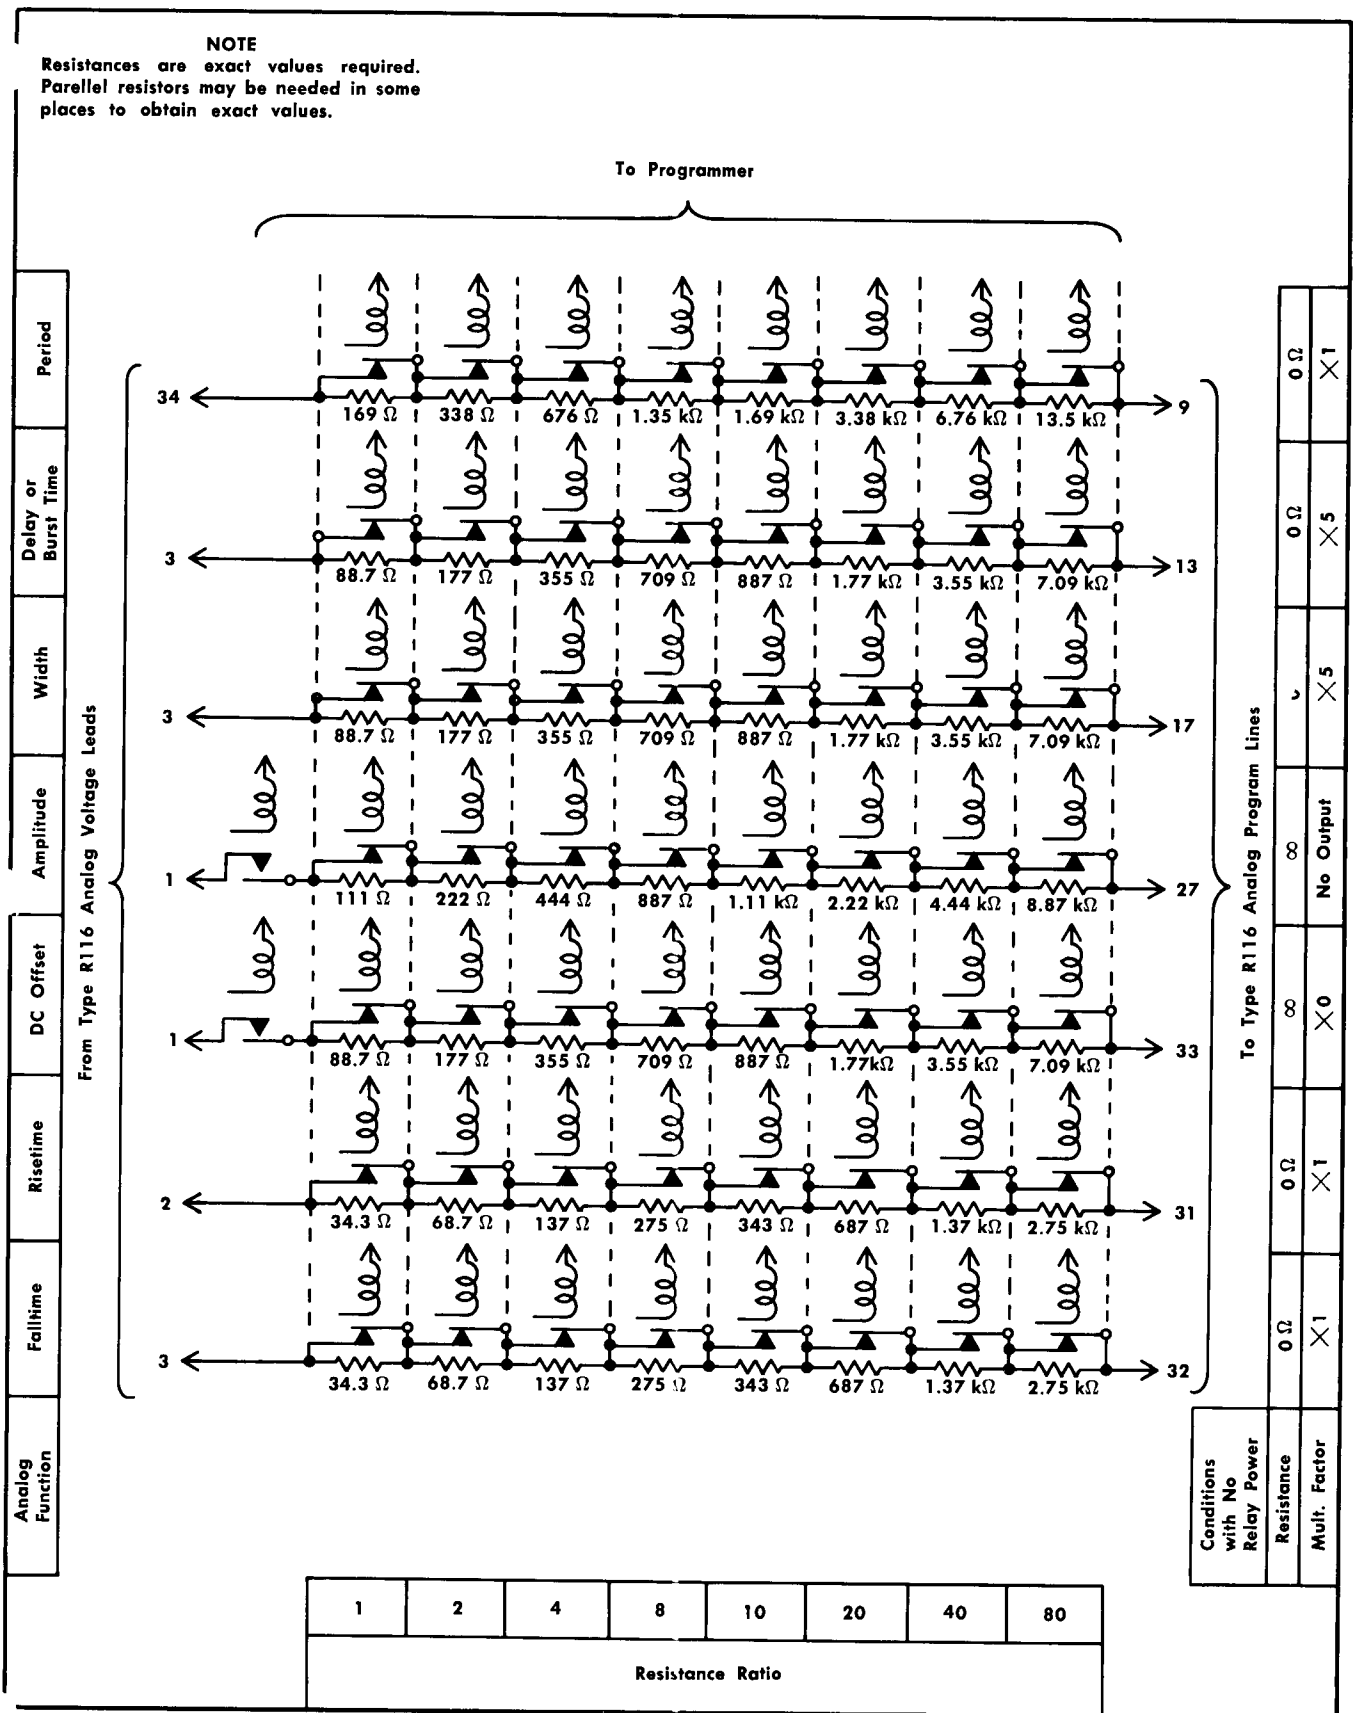 NOTE
Resistances are exact values required.
Parellel resistors may be needed in some
places to obtain exact values.
To Programmer
Period
34
169 Ω 338 Ω 676 Ω 1.35 kΩ 1.69 kΩ 3.38 kΩ 6.76 kΩ 13.5 kΩ
9
0 Ω
×1
Delay or
Burst Time
3
88.7 Ω 177 Ω 355 Ω 709 Ω 887 Ω 1.77 kΩ 3.55 kΩ 7.09 kΩ
13
0 Ω
×5
Width
3
88.7 Ω 177 Ω 355 Ω 709 Ω 887 Ω 1.77 kΩ 3.55 kΩ 7.09 kΩ
17
×5
Amplitude
1
111 Ω 222 Ω 444 Ω 887 Ω 1.11 kΩ 2.22 kΩ 4.44 kΩ 8.87 kΩ
27
∞
No Output
DC Offset
1
88.7 Ω 177 Ω 355 Ω 709 Ω 887 Ω 1.77kΩ 3.55 kΩ 7.09 kΩ
33
∞
×0
Risetime
2
34.3 Ω 68.7 Ω 137 Ω 275 Ω 343 Ω 687 Ω 1.37 kΩ 2.75 kΩ
31
0 Ω
×1
Falltime
3
34.3 Ω 68.7 Ω 137 Ω 275 Ω 343 Ω 687 Ω 1.37 kΩ 2.75 kΩ
32
0 Ω
×1
Analog
Function
From Type R116 Analog Voltage Leads
To Type R116 Analog Program Lines
Conditions
with No
Relay Power
Resistance
Mult. Factor
1 2 4 8 10 20 40 80
Resistance Ratio